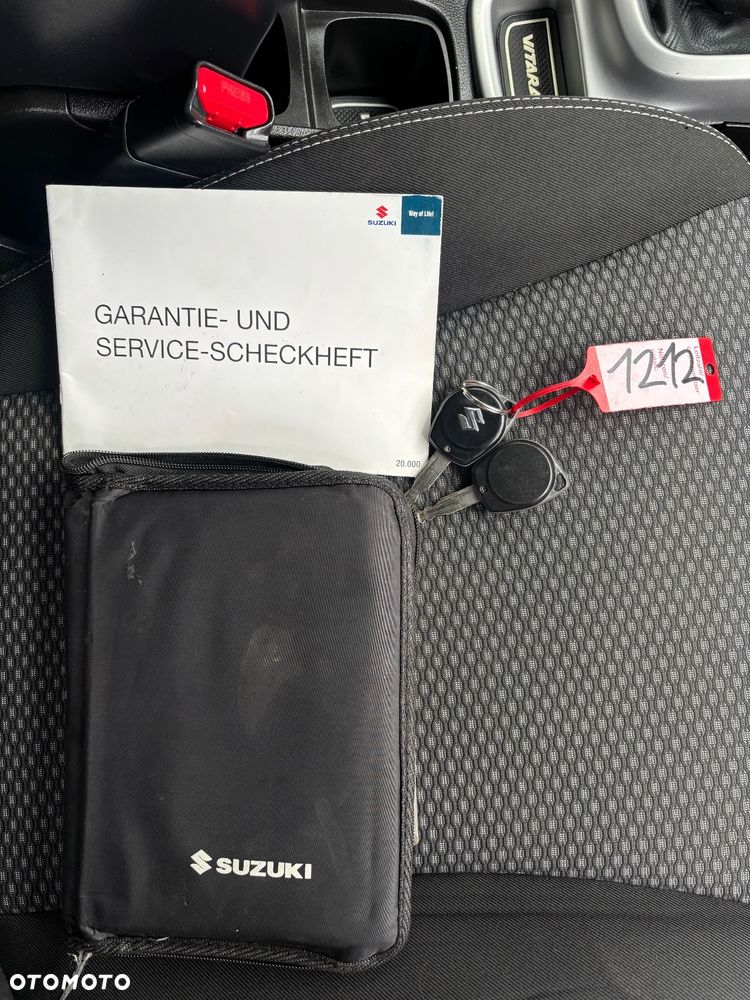 PRESS
VITARA
SUZUKI
Way of Life!
GARANTIE- UND
SERVICE-SCHECKHEFT
1212
20.000
SUZUKI
OTOMOTO